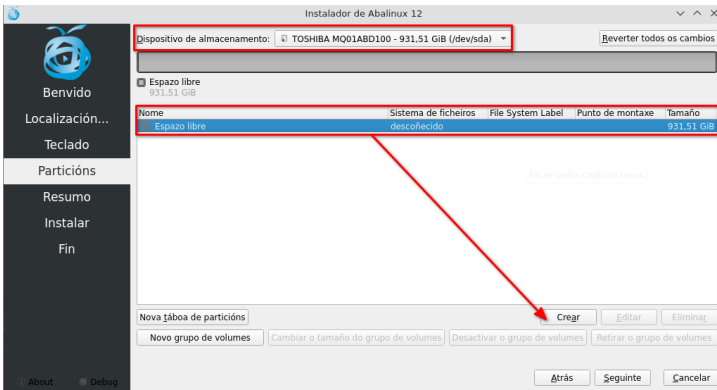 Instalador de Abalinux 12
Dispositivo de almacenamento: TOSHIBA MQ01ABD100 - 931,51 GiB (/dev/sda)
Reverter todos os cambios
Benvido
Localización...
Teclado
Particións
Resumo
Instalar
Fin
About
Debug
Espazo libre
931,51 GiB
Nome Sistema de ficheiros File System Label Punto de montaxe Tamaño
Espazo libre descoñecido 931,51 GiB
Facer unha captura nova
Nova táboa de particións Crear Editar Eliminar
Novo grupo de volumes Cambiar o tamaño do grupo de volumes Desactivar o grupo de volumes Retirar o grupo de volumes
Atrás Seguinte Cancelar